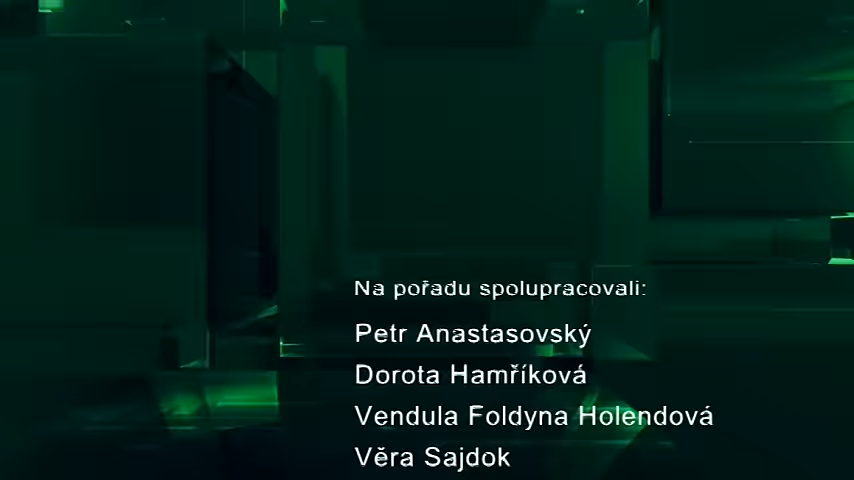 Na pořadu spolupracovali:
Petr Anastasovský
Dorota Hamříková
Vendula Foldyna Holendová
Věra Sajdok